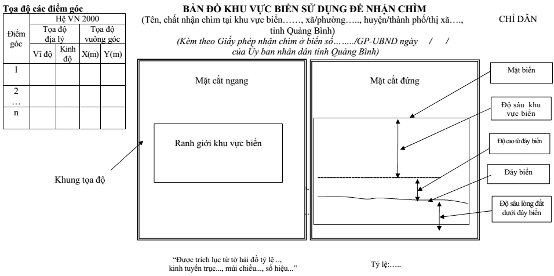 Tọa độ các điểm góc
Điểm góc
Hệ VN 2000
Tọa độ địa lý
Tọa độ vuông góc
Vĩ độ
Kinh độ
X(m)
Y(m)
1
2
...
n
BẢN ĐỒ KHU VỰC BIỂN SỬ DỤNG ĐỂ NHẬN CHÌM
(Tên, chất nhận chìm tại khu vực biển……, xã/phường….., huyện/thành phố/thị xã….,
tỉnh Quảng Bình)
(Kèm theo Giấy phép nhận chìm ở biển số……../GP-UBND ngày / /
của Ủy ban nhân dân tỉnh Quảng Bình)
CHỈ DẪN
Mặt cắt ngang
Ranh giới khu vực biển
Khung tọa độ
Mặt cắt đứng
Mặt biển
Độ sâu khu
vực biển
Độ cao từ đáy biển
Đáy biển
Độ sâu lòng đất
dưới đáy biển
“Được trích lục từ tờ hải đồ tỷ lệ ..,
kinh tuyến trục..., múi chiếu..., số hiệu...”
Tỷ lệ:…..